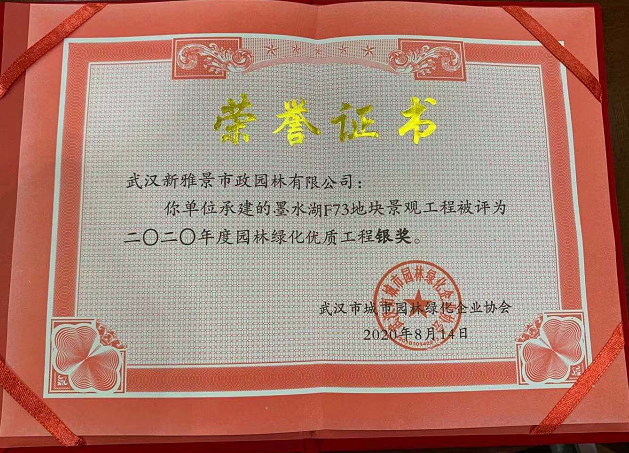 荣誉证书
武汉新雅景市政园林有限公司：
你单位承建的墨水湖F73地块景观工程被评为
二〇二〇年度园林绿化优质工程银奖。
武汉市城市园林绿化企业协会
2020年8月14日